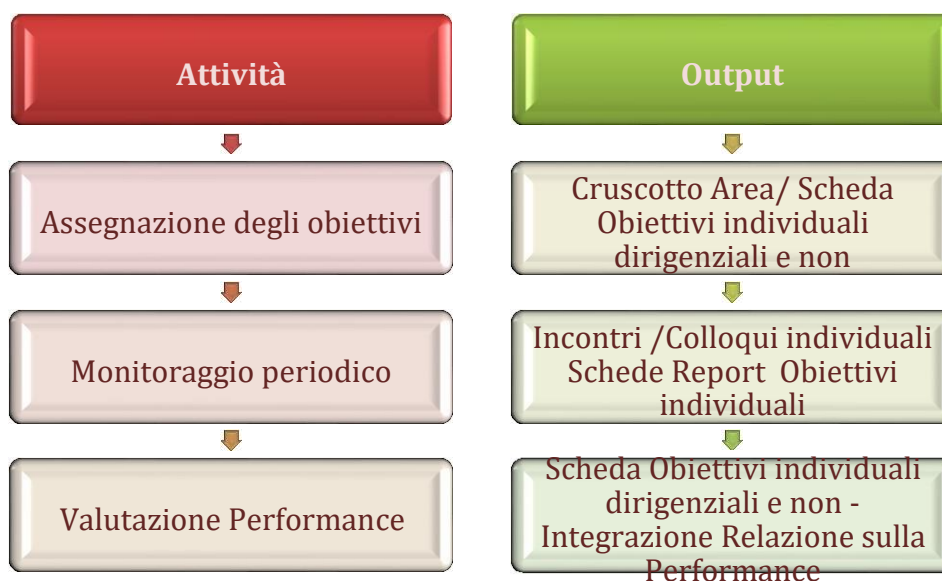 Attività
Output
Assegnazione degli obiettivi
Cruscotto Area/ Scheda
Obiettivi individuali
dirigenziali e non
Monitoraggio periodico
Incontri /Colloqui individuali
Schede Report  Obiettivi
individuali
Valutazione Performance
Scheda Obiettivi individuali
dirigenziali e non -
Integrazione Relazione sulla
Performance